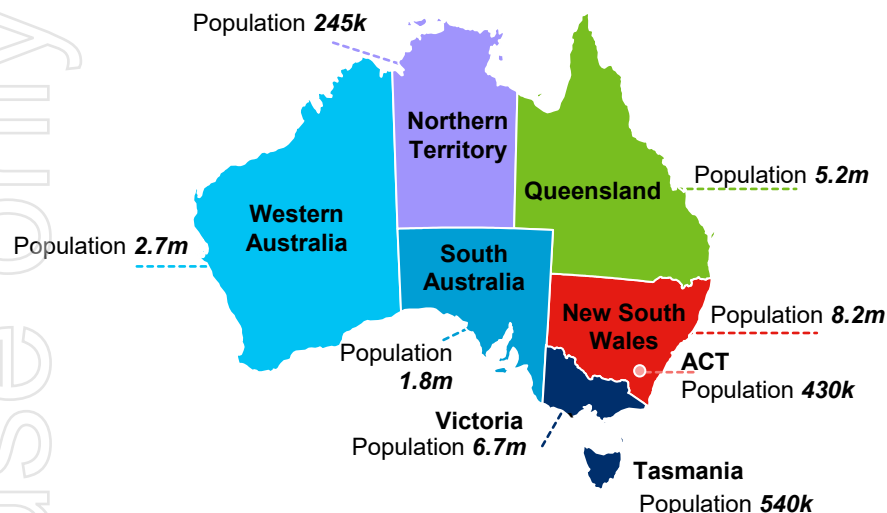 Population 245k
Northern
Territory
Population 5.2m
Queensland
Western
Australia
Population 2.7m
South
Australia
New South
Wales
Population 8.2m
Population
1.8m
ACT
Population 430k
Victoria
Population 6.7m
Tasmania
Population 540k